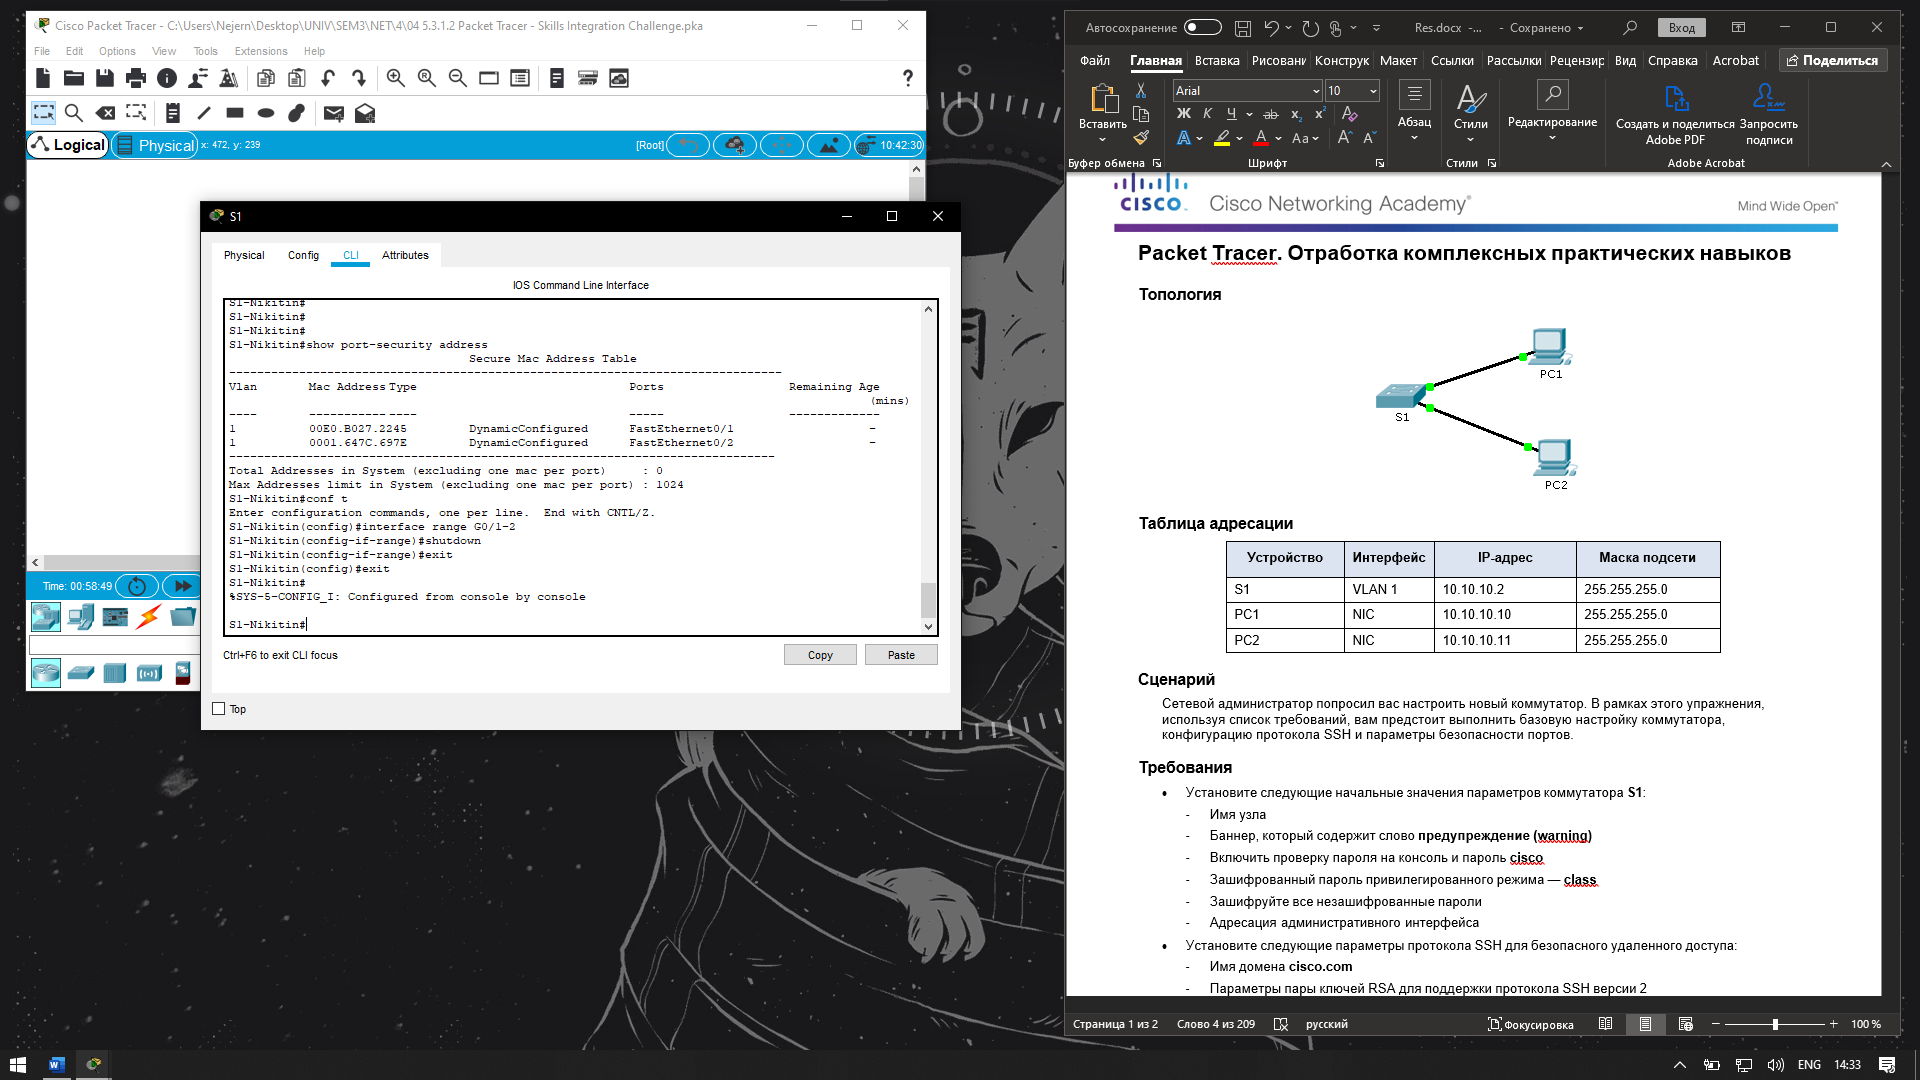 Cisco Packet Tracer - C:\Users\Nejern\Desktop\UNIV\SEM3\NET\4\04 5.3.1.2 Packet Tracer - Skills Integration Challenge.pka
File Edit Options View Tools Extensions Help
Logical Physical x: 472, y: 239 [Root] 10:42:30
S1
Physical Config CLI Attributes
IOS Command Line Interface
S1-Nikitin#
S1-Nikitin#
S1-Nikitin#
S1-Nikitin#show port-security address
Secure Mac Address Table
-------------------------------------------------------------------------------
Vlan Mac Address Type Ports Remaining Age
(mins)
---- ----------- ---- ----- -------------
1 00E0.B027.2245 DynamicConfigured FastEthernet0/1 -
1 0001.647C.697E DynamicConfigured FastEthernet0/2 -
------------------------------------------------------------------------------
Total Addresses in System (excluding one mac per port) : 0
Max Addresses limit in System (excluding one mac per port) : 1024
S1-Nikitin#conf t
Enter configuration commands, one per line. End with CNTL/Z.
S1-Nikitin(config)#interface range G0/1-2
S1-Nikitin(config-if-range)#shutdown
S1-Nikitin(config-if-range)#exit
S1-Nikitin(config)#exit
S1-Nikitin#
%SYS-5-CONFIG_I: Configured from console by console
S1-Nikitin#
Ctrl+F6 to exit CLI focus
Copy Paste
Top
Time: 00:58:49
Автосохранение Res.docx -... - Сохранено Вход
Файл Главная Вставка Рисовани Конструк Макет Ссылки Рассылки Рецензир Вид Справка Acrobat Поделиться
Вставить
Буфер обмена
Arial 10
Ж К Ч ab x₂ x²
A A Aa A A
Шрифт
Абзац
Стили
Стили
Редактирование
Создать и поделиться Adobe PDF
Запросить подписи
Adobe Acrobat
CISCO Cisco Networking Academy® Mind Wide Open™
Packet Tracer. Отработка комплексных практических навыков
Топология
PC1
S1
PC2
Таблица адресации
Устройство Интерфейс IP-адрес Маска подсети
S1 VLAN 1 10.10.10.2 255.255.255.0
PC1 NIC 10.10.10.10 255.255.255.0
PC2 NIC 10.10.10.11 255.255.255.0
Сценарий
Сетевой администратор попросил вас настроить новый коммутатор. В рамках этого упражнения,
используя список требований, вам предстоит выполнить базовую настройку коммутатора,
конфигурацию протокола SSH и параметры безопасности портов.
Требования
• Установите следующие начальные значения параметров коммутатора S1:
- Имя узла
- Баннер, который содержит слово предупреждение (warning)
- Включить проверку пароля на консоль и пароль cisco
- Зашифрованный пароль привилегированного режима — class
- Зашифруйте все незашифрованные пароли
- Адресация административного интерфейса
• Установите следующие параметры протокола SSH для безопасного удаленного доступа:
- Имя домена cisco.com
- Параметры пары ключей RSA для поддержки протокола SSH версии 2
Страница 1 из 2 Слово 4 из 209 русский Фокусировка 100 %
ENG 14:33